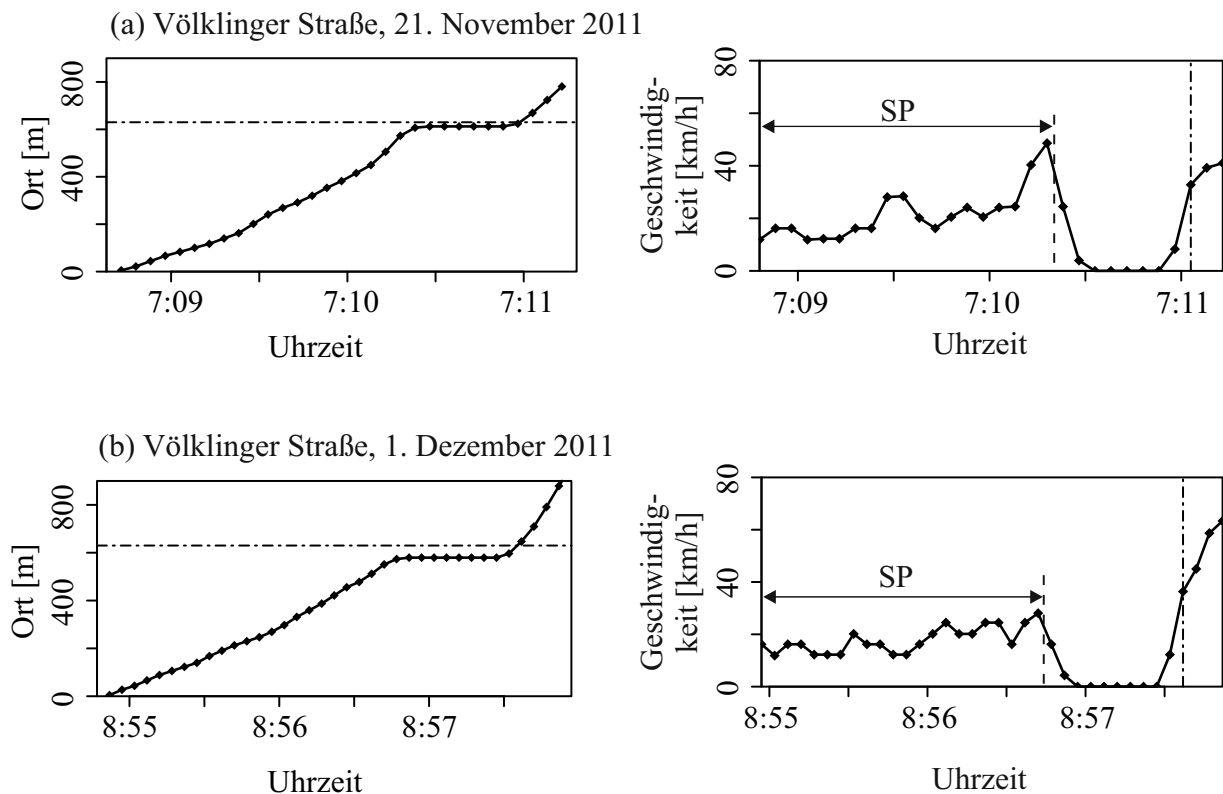 (a) Völklinger Straße, 21. November 2011
Ort [m]
800
400
0
7:09 7:10 7:11
Uhrzeit
Geschwindig-
keit [km/h]
80
40
0
SP
7:09 7:10 7:11
Uhrzeit
(b) Völklinger Straße, 1. Dezember 2011
Ort [m]
800
400
0
8:55 8:56 8:57
Uhrzeit
Geschwindig-
keit [km/h]
80
40
0
SP
8:55 8:56 8:57
Uhrzeit